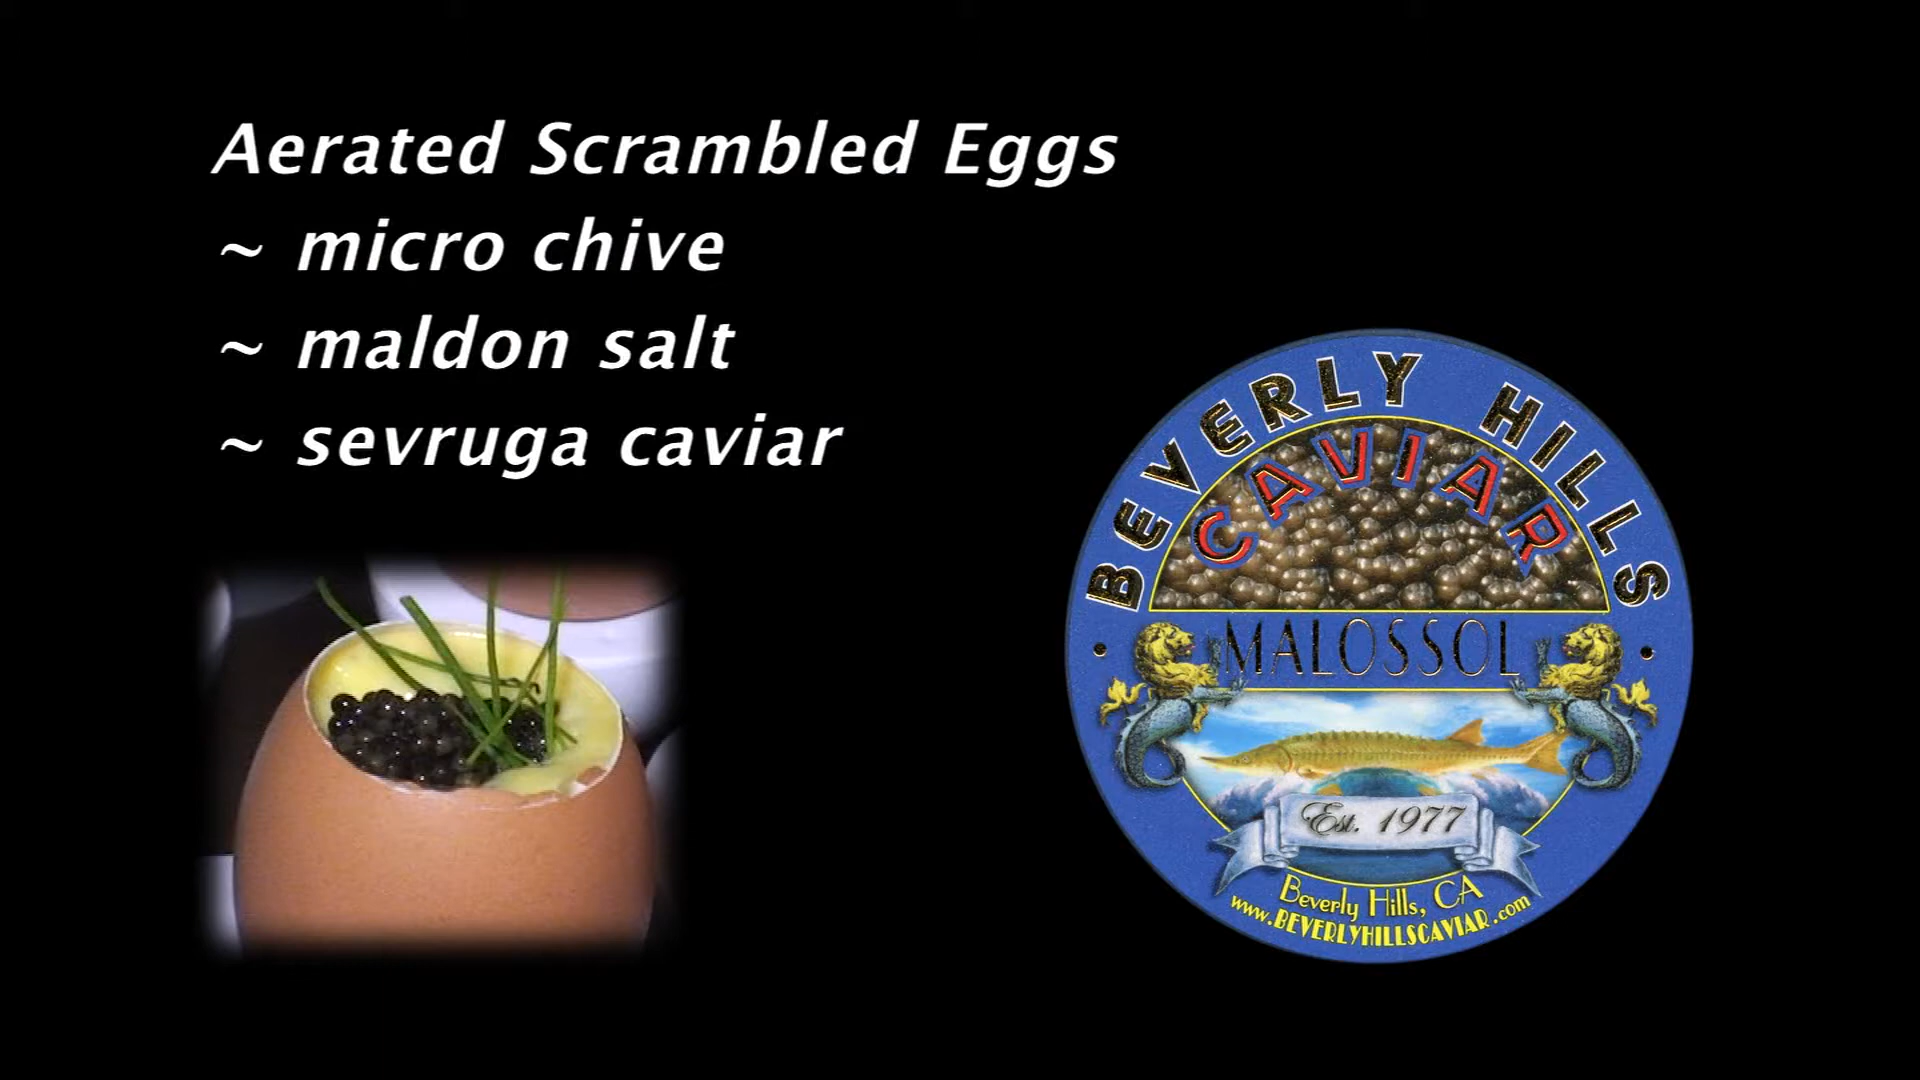 Aerated Scrambled Eggs
~ micro chive
~ maldon salt
~ sevruga caviar
BEVERLY HILLS
CAVIAR
MALOSSOL
Est. 1977
Beverly Hills, CA
www.BEVERLYHILLSCAVIAR.com